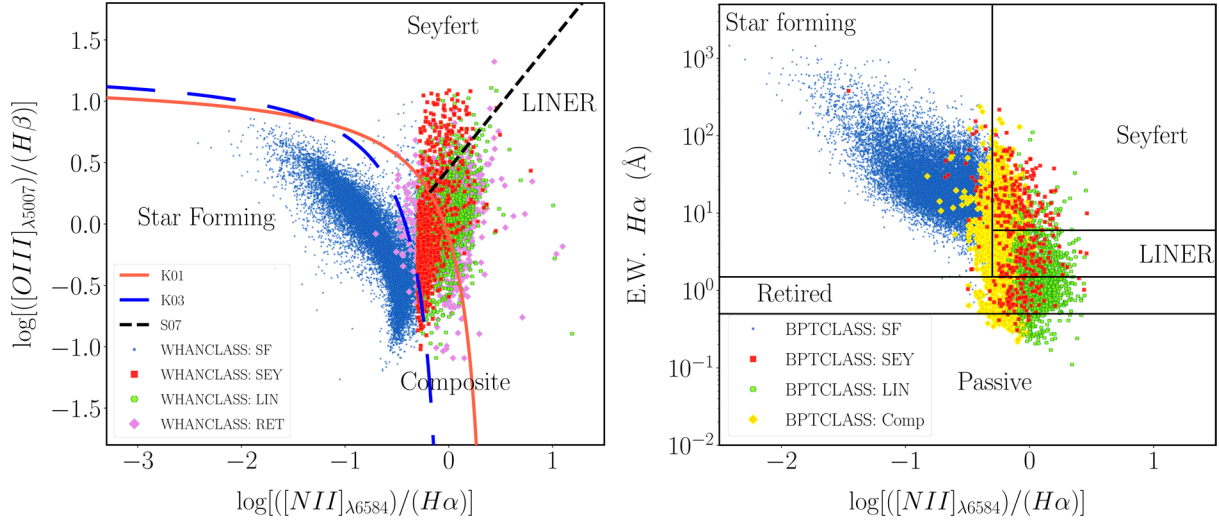 Seyfert
LINER
Star Forming
Composite
K01
K03
S07
WHANCLASS: SF
WHANCLASS: SEY
WHANCLASS: LIN
WHANCLASS: RET
1.5
1.0
0.5
0.0
−0.5
−1.0
−1.5
−3 −2 −1 0 1
log[([OIII]λ5007)/(Hβ)]
log[([NII]λ6584)/(Hα)]
Star forming
Seyfert
LINER
Retired
Passive
BPTCLASS: SF
BPTCLASS: SEY
BPTCLASS: LIN
BPTCLASS: Comp
10³
10²
10¹
10⁰
10⁻¹
10⁻²
−2 −1 0 1
E.W. Hα (Å)
log[([NII]λ6584)/(Hα)]